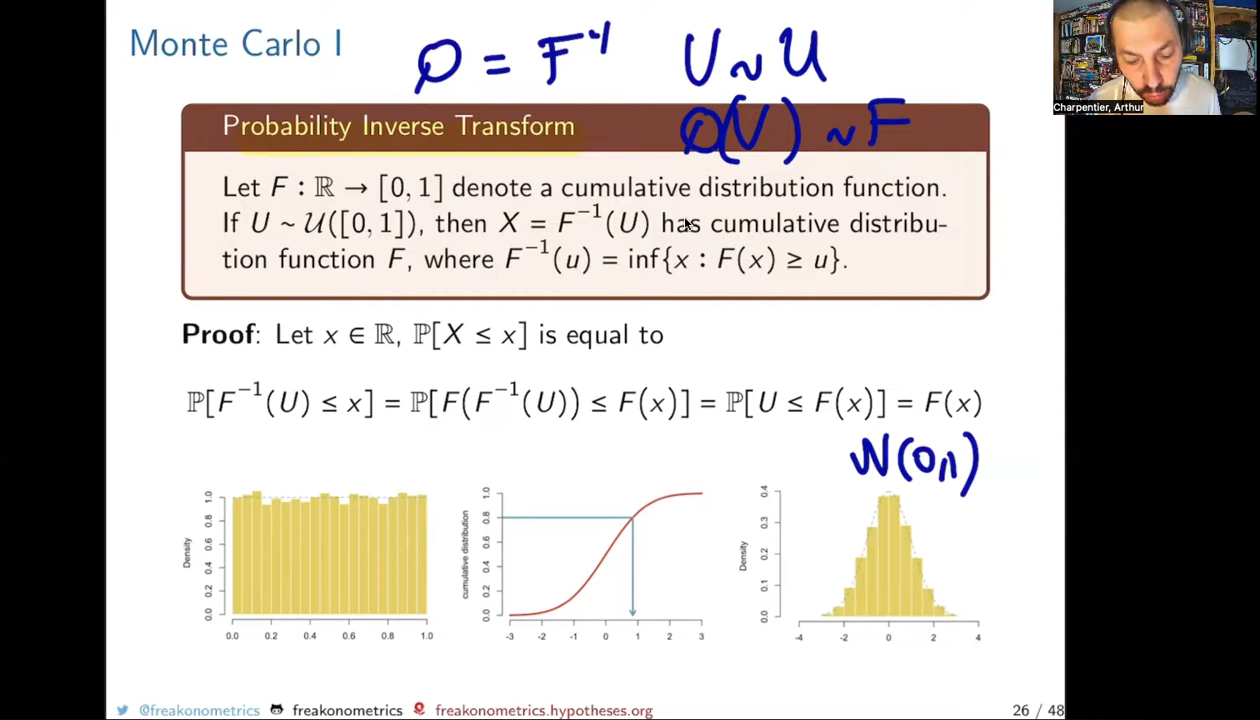 Monte Carlo I
Q = F⁻¹ U ~ U
Q(U) ~ F
Charpentier, Arthur
Probability Inverse Transform
Let F : ℝ → [0, 1] denote a cumulative distribution function.
If U ~ 𝒰([0, 1]), then X = F⁻¹(U) has cumulative distribu-
tion function F, where F⁻¹(u) = inf{x : F(x) ≥ u}.
Proof: Let x ∈ ℝ, ℙ[X ≤ x] is equal to
ℙ[F⁻¹(U) ≤ x] = ℙ[F(F⁻¹(U)) ≤ F(x)] = ℙ[U ≤ F(x)] = F(x)
N(0,1)
Density
0.0 0.2 0.4 0.6 0.8 1.0
0.0 0.2 0.4 0.6 0.8 1.0
cumulative distribution
0.0 0.2 0.4 0.6 0.8 1.0
-3 -2 -1 0 1 2 3
Density
0.0 0.1 0.2 0.3 0.4
-4 -2 0 2 4
@freakonometrics freakonometrics freakonometrics.hypotheses.org 26 / 48